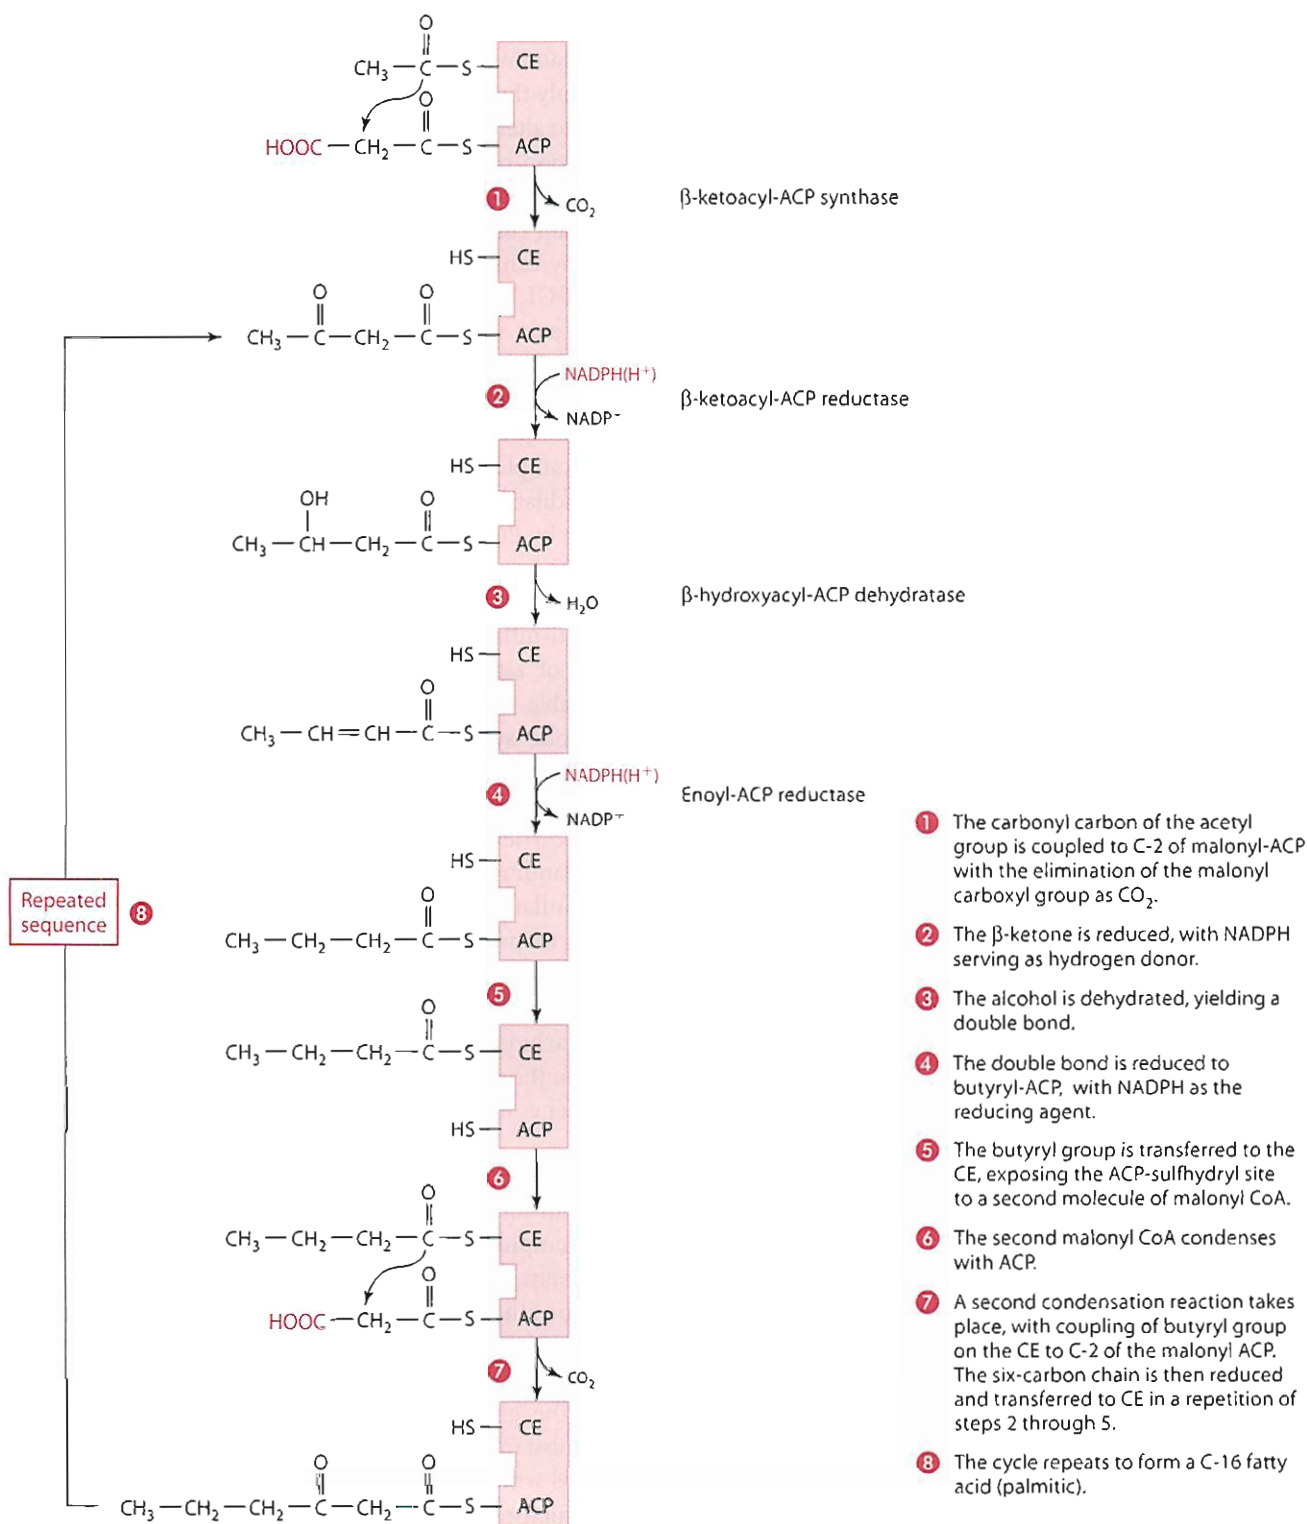 O
CH₃—C—S— CE
O
HOOC—CH₂—C—S— ACP
1 CO₂ β-ketoacyl-ACP synthase
HS— CE
O O
CH₃—C—CH₂—C—S— ACP
NADPH(H⁺)
2 β-ketoacyl-ACP reductase
NADP⁻
HS— CE
OH O
CH₃—CH—CH₂—C—S— ACP
3 H₂O β-hydroxyacyl-ACP dehydratase
HS— CE
O
CH₃—CH=CH—C—S— ACP
NADPH(H⁺)
4 Enoyl-ACP reductase
NADP⁺
HS— CE
O
CH₃—CH₂—CH₂—C—S— ACP
5
O
CH₃—CH₂—CH₂—C—S— CE
HS— ACP
6
O
CH₃—CH₂—CH₂—C—S— CE
O
HOOC—CH₂—C—S— ACP
7 CO₂
HS— CE
O O
CH₃—CH₂—CH₂—C—CH₂—C—S— ACP
Repeated
sequence 8
1 The carbonyl carbon of the acetyl
group is coupled to C-2 of malonyl-ACP
with the elimination of the malonyl
carboxyl group as CO₂.
2 The β-ketone is reduced, with NADPH
serving as hydrogen donor.
3 The alcohol is dehydrated, yielding a
double bond.
4 The double bond is reduced to
butyryl-ACP, with NADPH as the
reducing agent.
5 The butyryl group is transferred to the
CE, exposing the ACP-sulfhydryl site
to a second molecule of malonyl CoA.
6 The second malonyl CoA condenses
with ACP.
7 A second condensation reaction takes
place, with coupling of butyryl group
on the CE to C-2 of the malonyl ACP.
The six-carbon chain is then reduced
and transferred to CE in a repetition of
steps 2 through 5.
8 The cycle repeats to form a C-16 fatty
acid (palmitic).